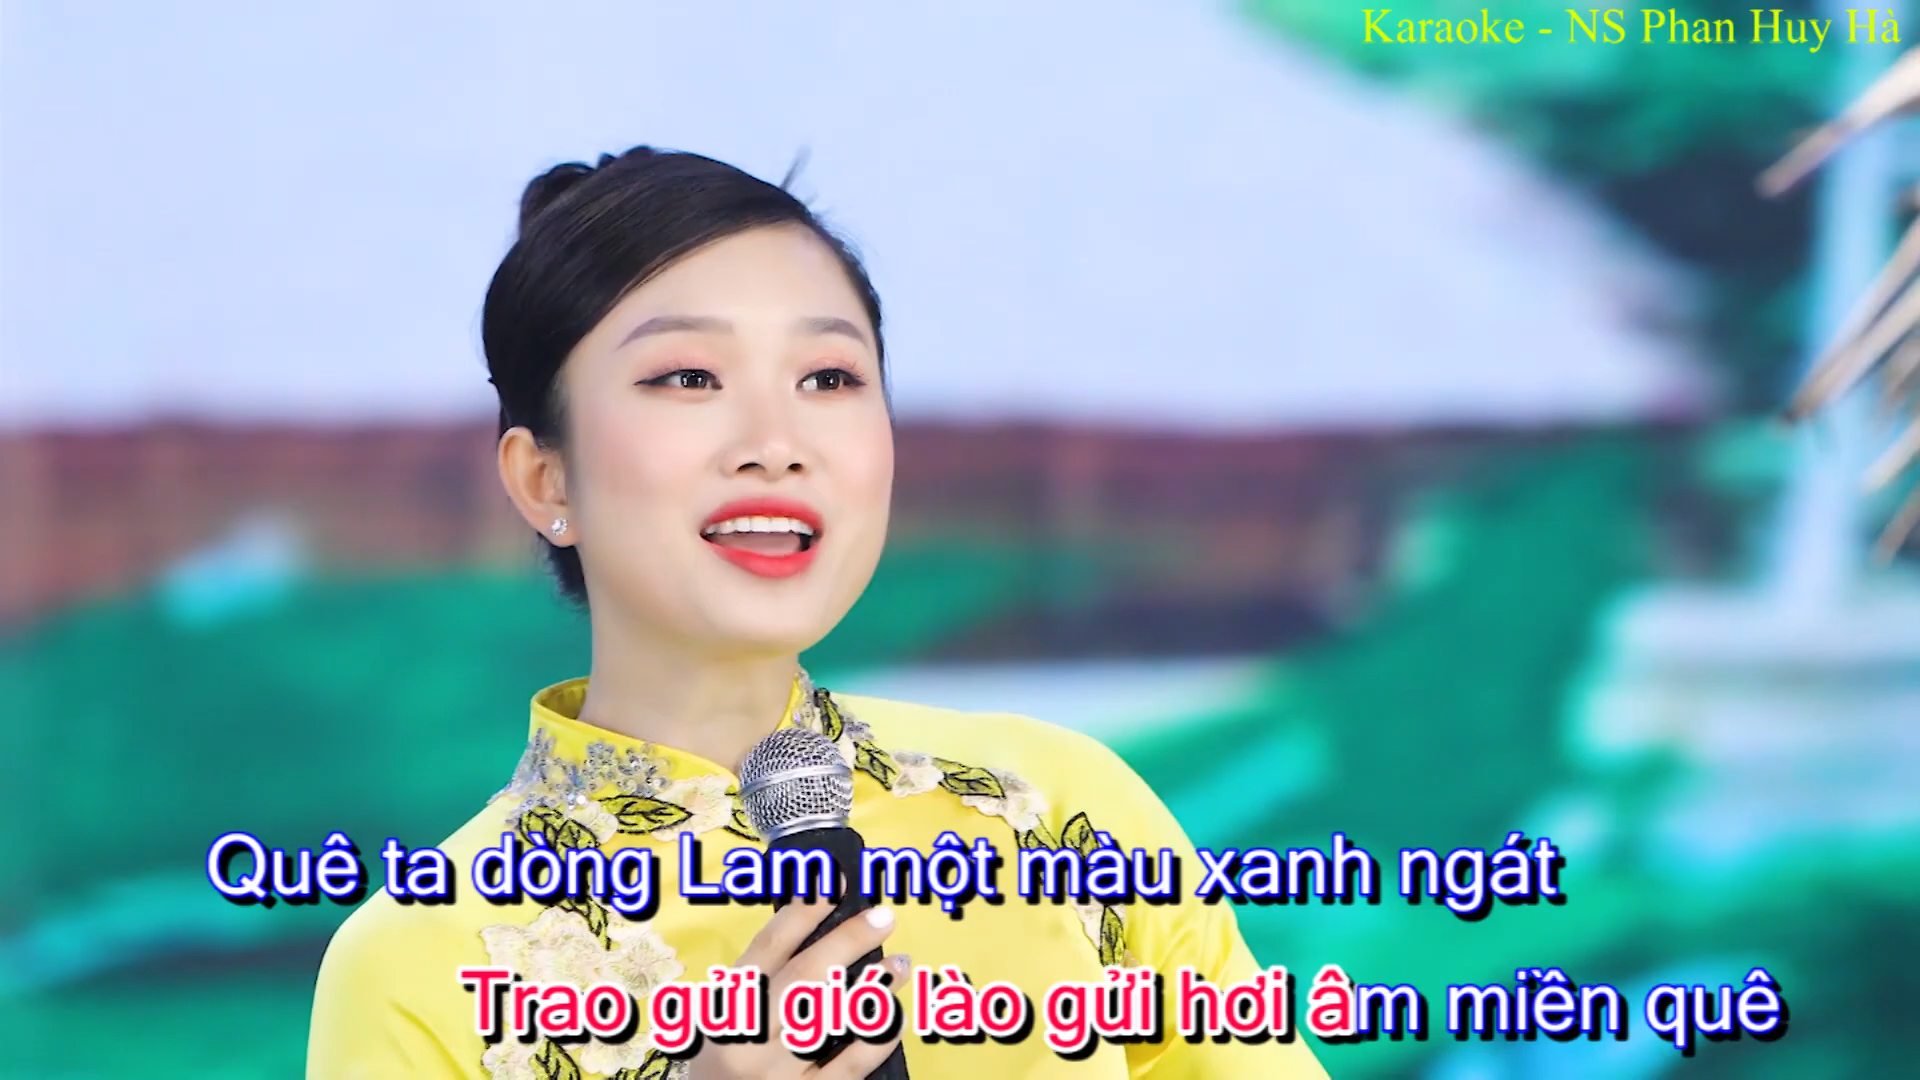 Karaoke - NS Phan Huy Hà
Quê ta dòng Lam một màu xanh ngát
Trao gửi gió lào gửi hơi âm miền quê